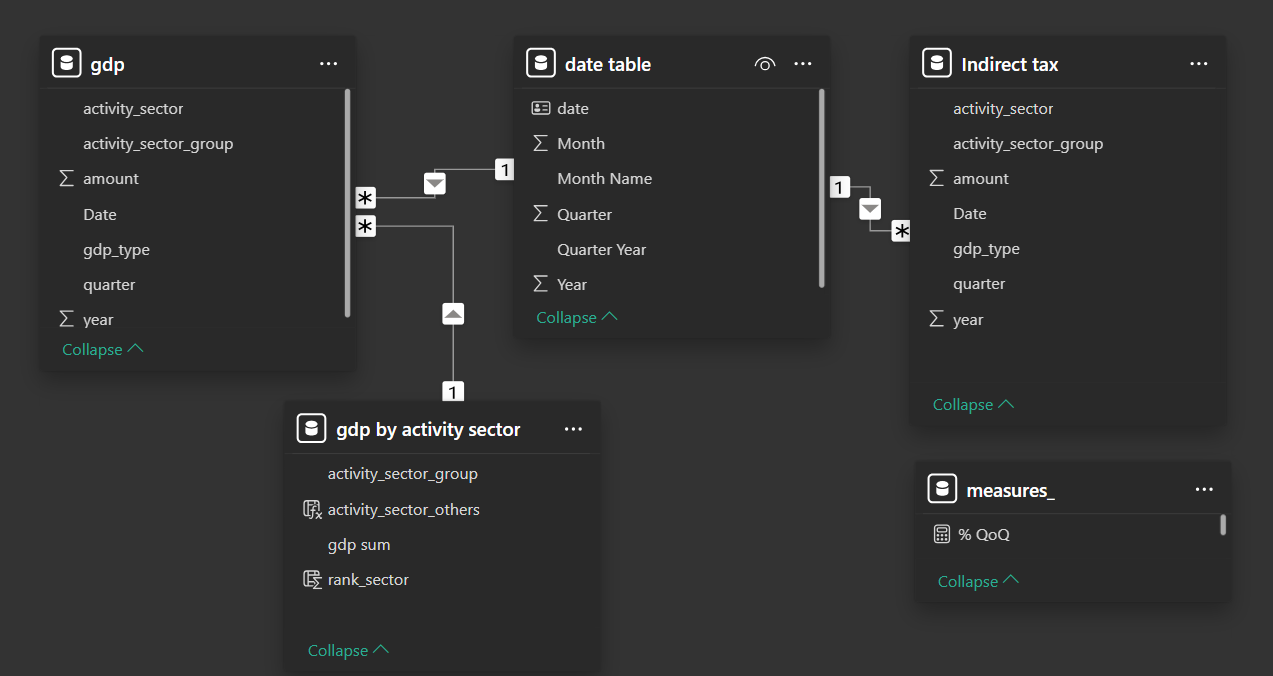 gdp
activity_sector
activity_sector_group
amount
Date
gdp_type
quarter
year
Collapse
*
*
1
date table
date
Month
Month Name
Quarter
Quarter Year
Year
Collapse
1
*
Indirect tax
activity_sector
activity_sector_group
amount
Date
gdp_type
quarter
year
Collapse
1
gdp by activity sector
activity_sector_group
activity_sector_others
gdp sum
rank_sector
Collapse
measures_
% QoQ
Collapse